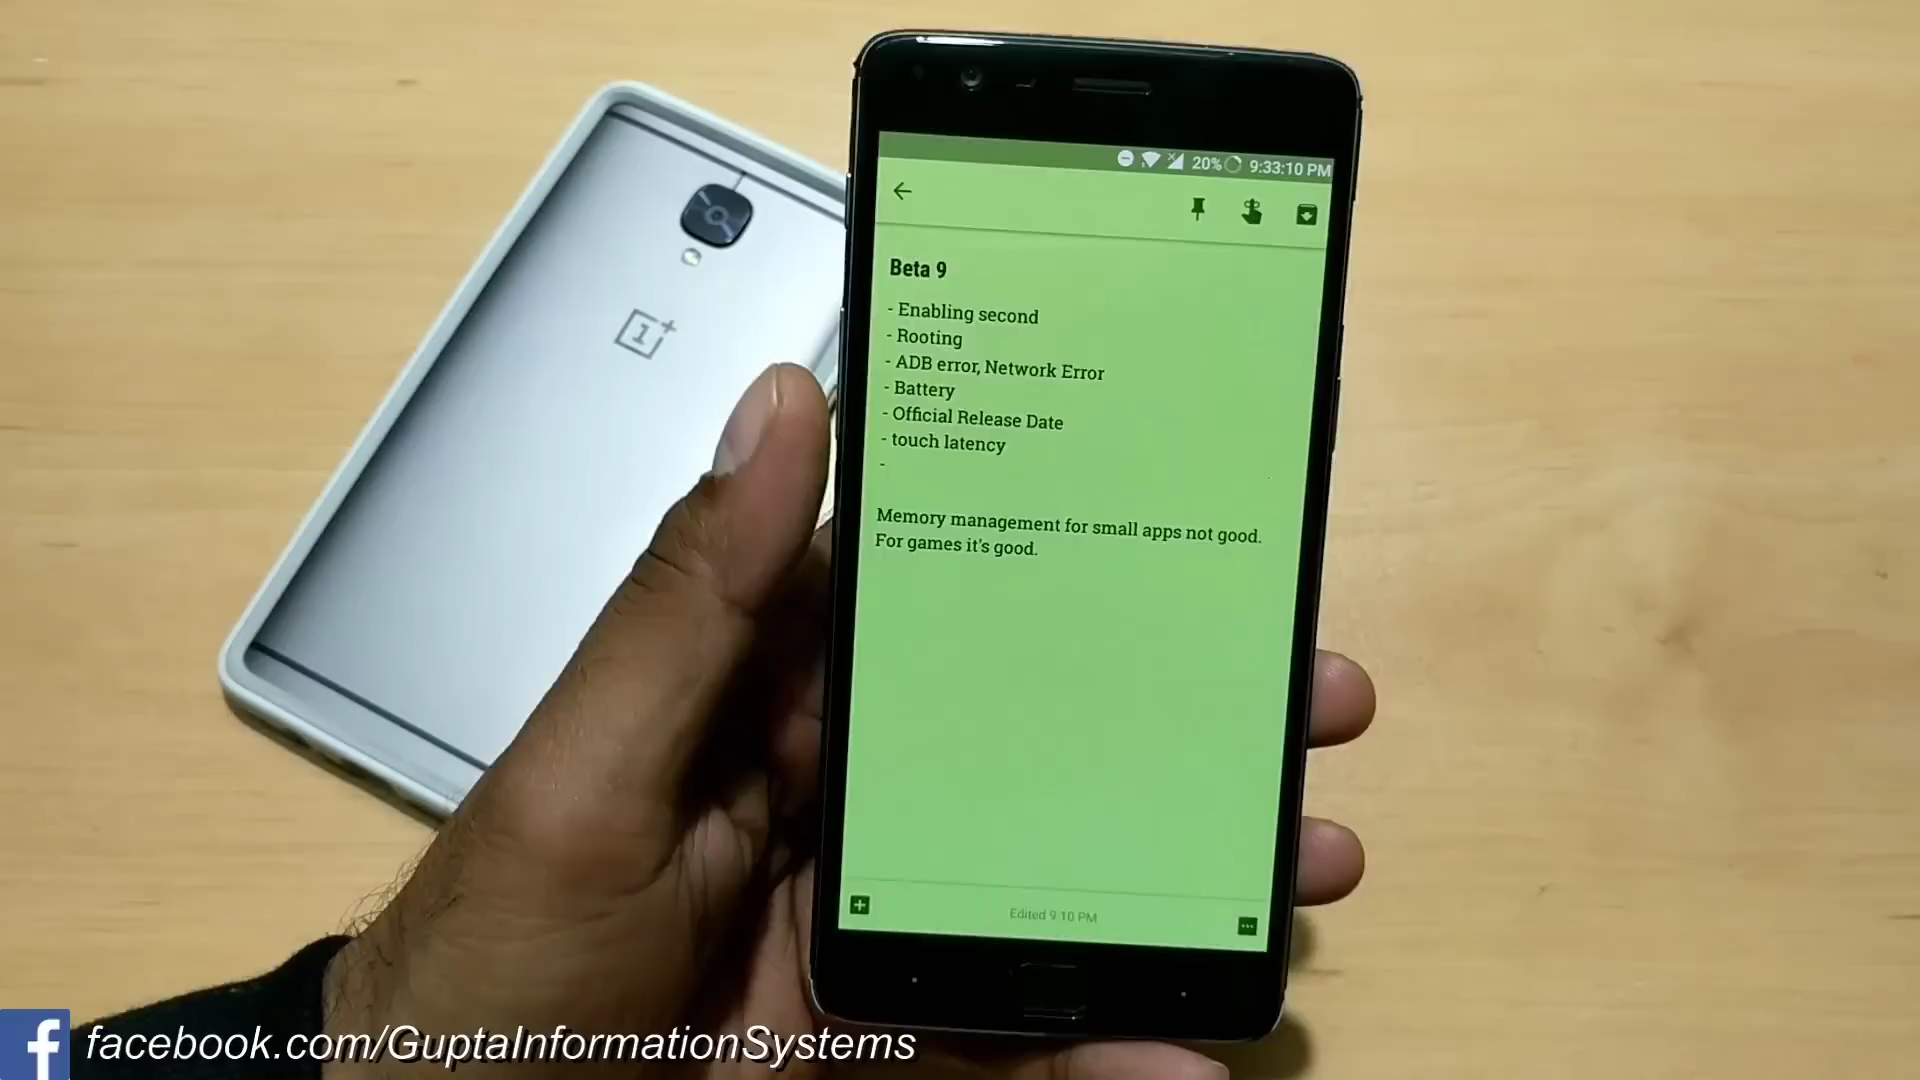 20% 9:33:10 PM
Beta 9
- Enabling second
- Rooting
- ADB error, Network Error
- Battery
- Official Release Date
- touch latency
-
Memory management for small apps not good.
For games it's good.
Edited 9:10 PM
1+
f facebook.com/GuptaInformationSystems